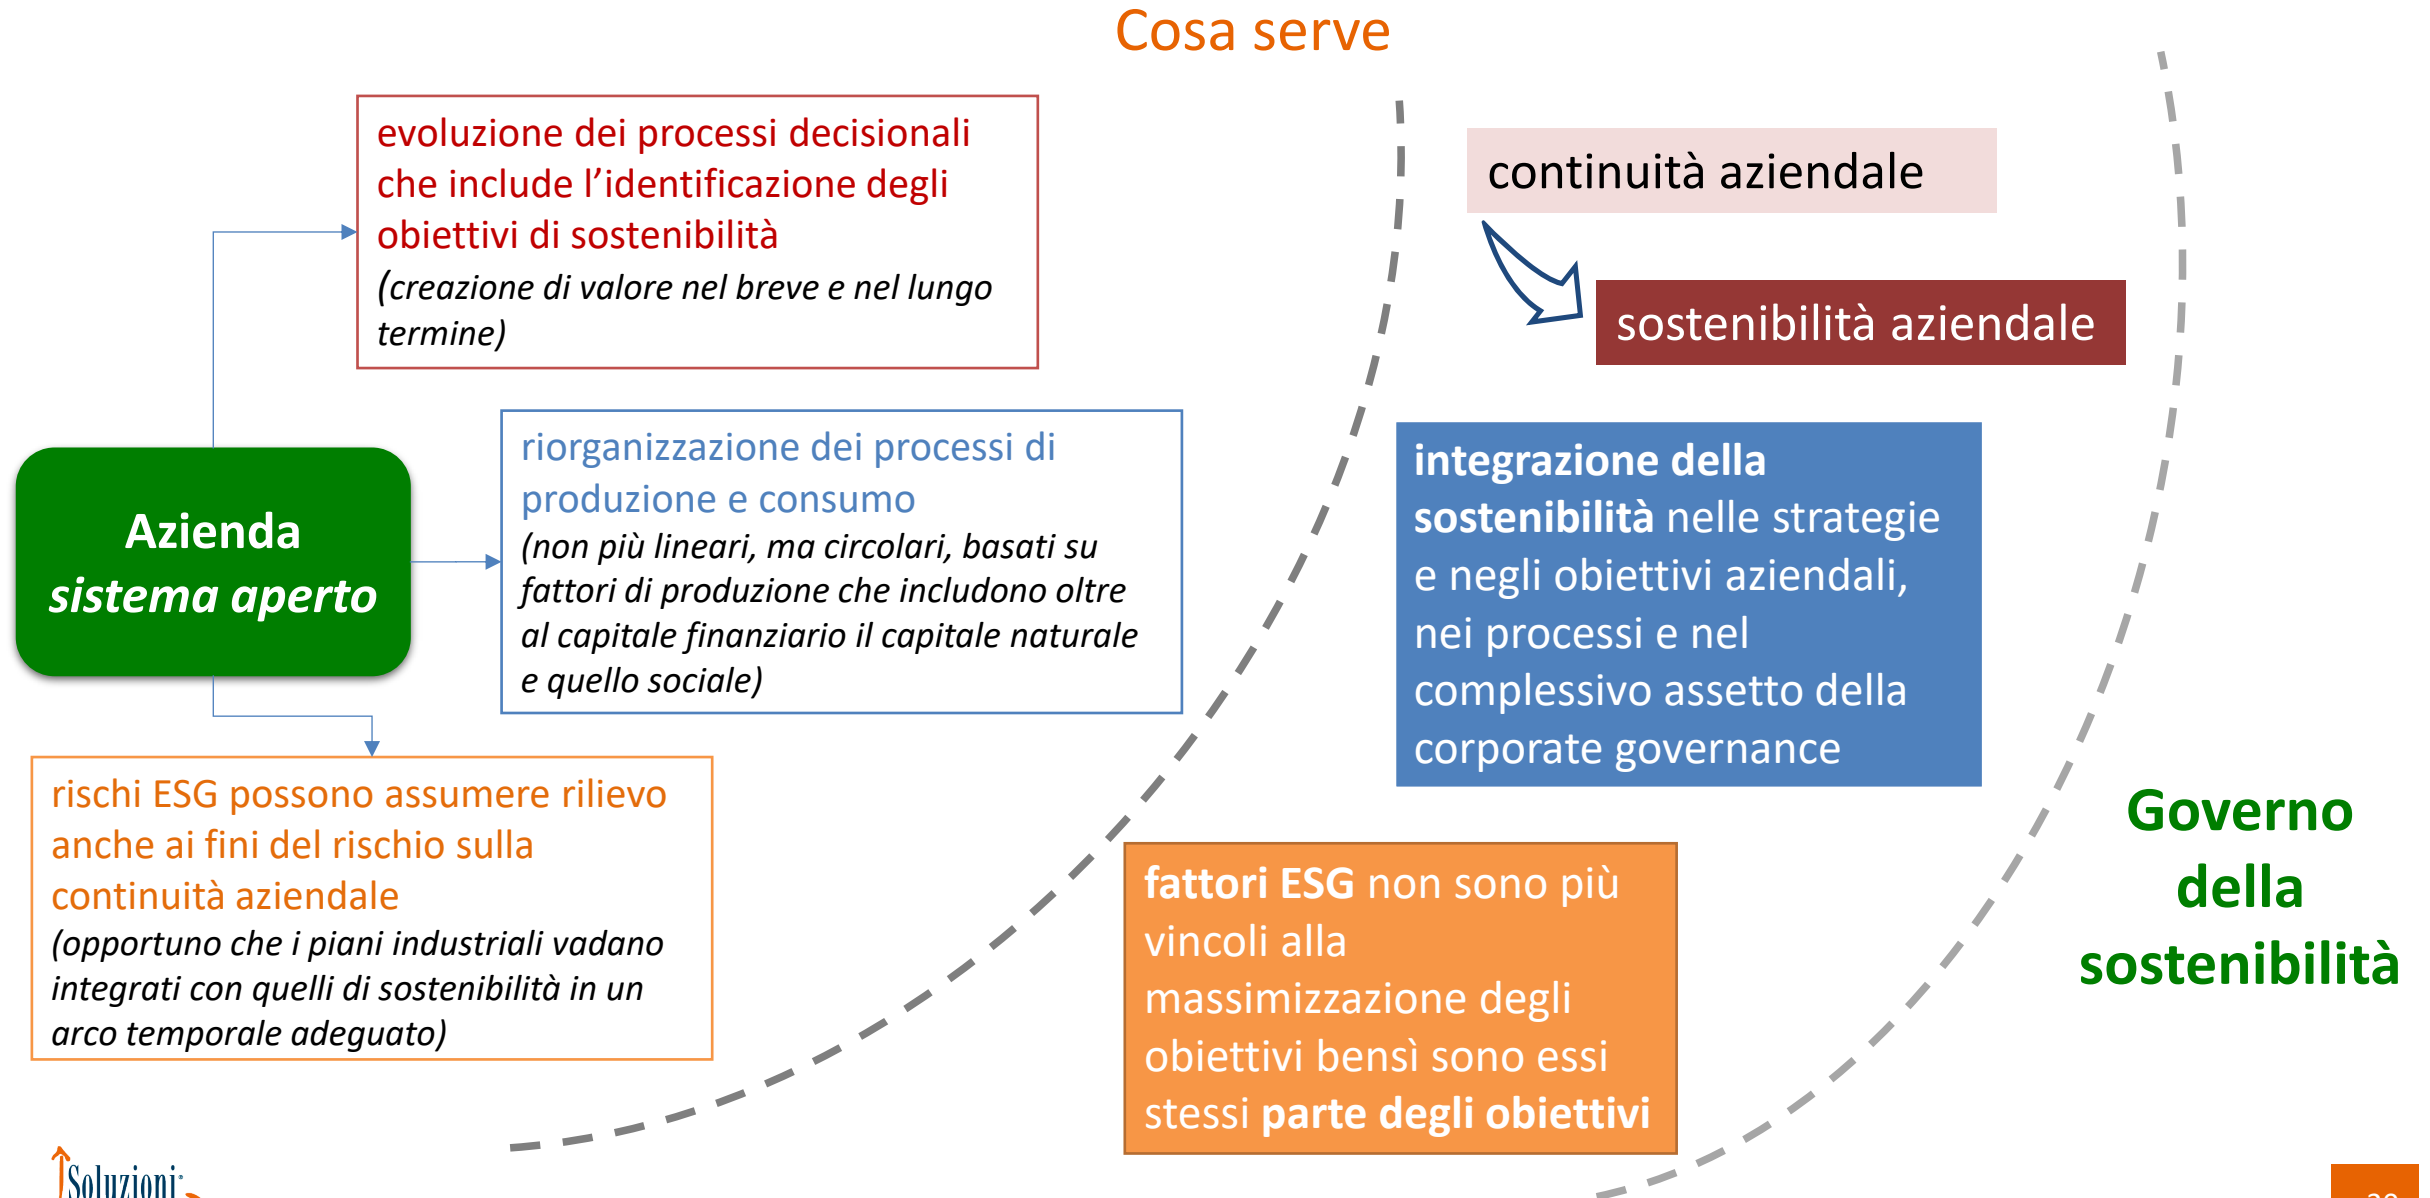 Cosa serve
evoluzione dei processi decisionali
che include l’identificazione degli
obiettivi di sostenibilità
(creazione di valore nel breve e nel lungo
termine)
riorganizzazione dei processi di
produzione e consumo
(non più lineari, ma circolari, basati su
fattori di produzione che includono oltre
al capitale finanziario il capitale naturale
e quello sociale)
Azienda
sistema aperto
rischi ESG possono assumere rilievo
anche ai fini del rischio sulla
continuità aziendale
(opportuno che i piani industriali vadano
integrati con quelli di sostenibilità in un
arco temporale adeguato)
continuità aziendale
sostenibilità aziendale
integrazione della
sostenibilità nelle strategie
e negli obiettivi aziendali,
nei processi e nel
complessivo assetto della
corporate governance
fattori ESG non sono più
vincoli alla
massimizzazione degli
obiettivi bensì sono essi
stessi parte degli obiettivi
Governo
della
sostenibilità
Soluzioni